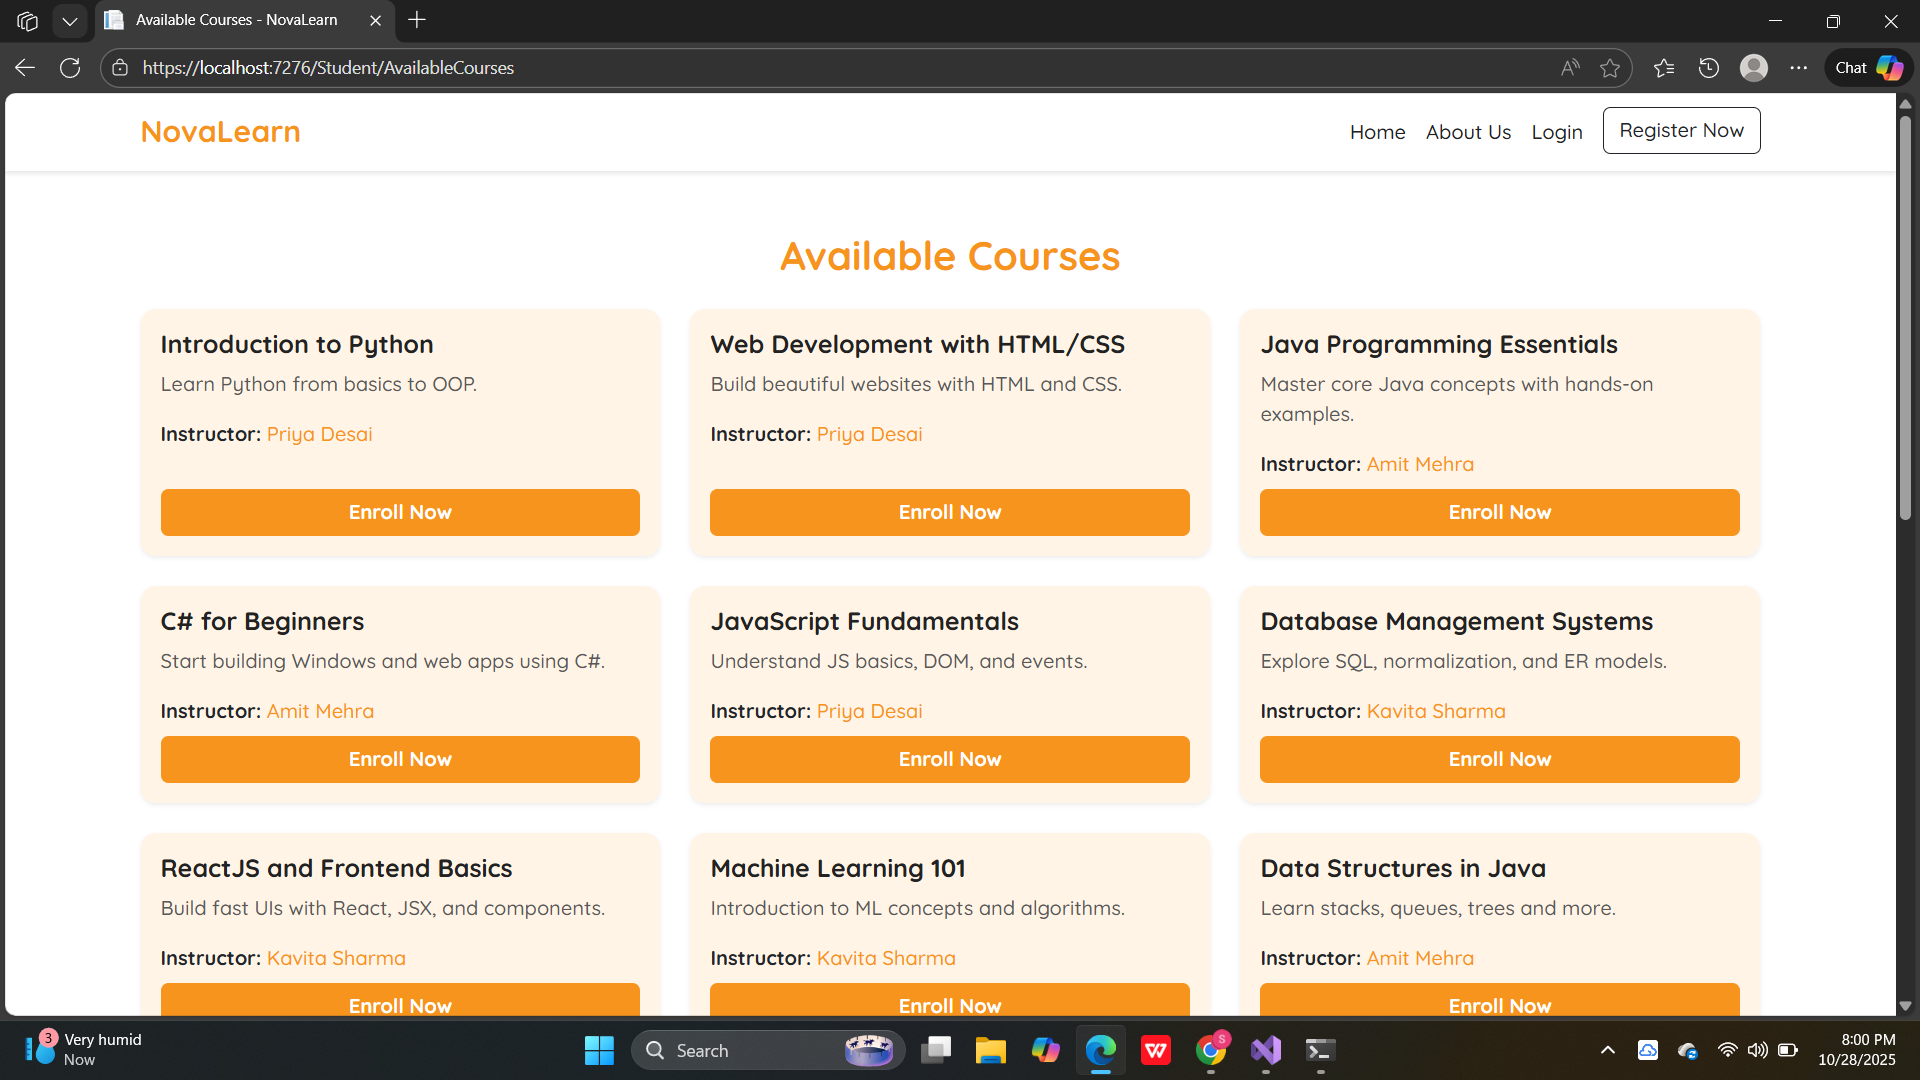 Available Courses - NovaLearn
https://localhost:7276/Student/AvailableCourses
Chat
NovaLearn
Home
About Us
Login
Register Now
Available Courses
Introduction to Python
Learn Python from basics to OOP.
Instructor: Priya Desai
Enroll Now
Web Development with HTML/CSS
Build beautiful websites with HTML and CSS.
Instructor: Priya Desai
Enroll Now
Java Programming Essentials
Master core Java concepts with hands-on
examples.
Instructor: Amit Mehra
Enroll Now
C# for Beginners
Start building Windows and web apps using C#.
Instructor: Amit Mehra
Enroll Now
JavaScript Fundamentals
Understand JS basics, DOM, and events.
Instructor: Priya Desai
Enroll Now
Database Management Systems
Explore SQL, normalization, and ER models.
Instructor: Kavita Sharma
Enroll Now
ReactJS and Frontend Basics
Build fast UIs with React, JSX, and components.
Instructor: Kavita Sharma
Enroll Now
Machine Learning 101
Introduction to ML concepts and algorithms.
Instructor: Kavita Sharma
Enroll Now
Data Structures in Java
Learn stacks, queues, trees and more.
Instructor: Amit Mehra
Enroll Now
3
Very humid
Now
Search
W
S
8:00 PM
10/28/2025